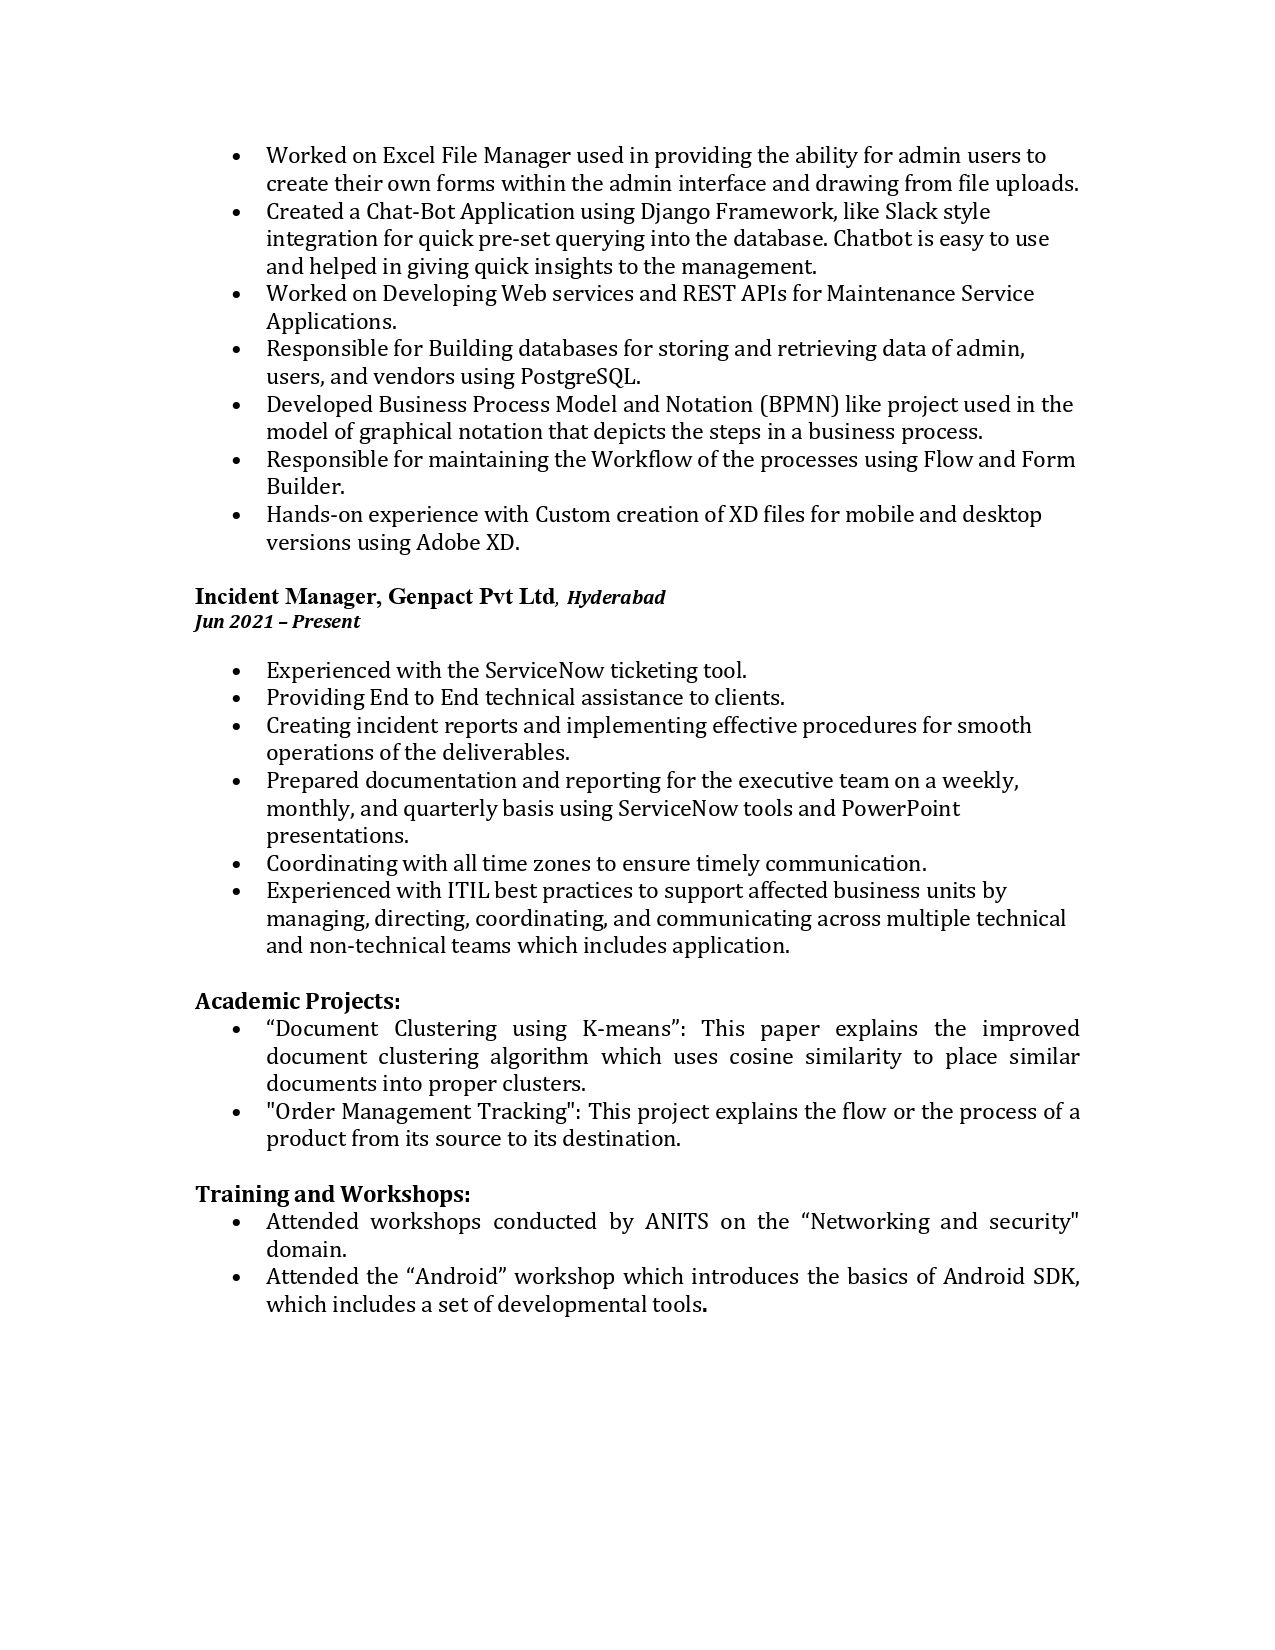 • Worked on Excel File Manager used in providing the ability for admin users to
create their own forms within the admin interface and drawing from file uploads.
• Created a Chat-Bot Application using Django Framework, like Slack style
integration for quick pre-set querying into the database. Chatbot is easy to use
and helped in giving quick insights to the management.
• Worked on Developing Web services and REST APIs for Maintenance Service
Applications.
• Responsible for Building databases for storing and retrieving data of admin,
users, and vendors using PostgreSQL.
• Developed Business Process Model and Notation (BPMN) like project used in the
model of graphical notation that depicts the steps in a business process.
• Responsible for maintaining the Workflow of the processes using Flow and Form
Builder.
• Hands-on experience with Custom creation of XD files for mobile and desktop
versions using Adobe XD.
Incident Manager, Genpact Pvt Ltd, Hyderabad
Jun 2021 – Present
• Experienced with the ServiceNow ticketing tool.
• Providing End to End technical assistance to clients.
• Creating incident reports and implementing effective procedures for smooth
operations of the deliverables.
• Prepared documentation and reporting for the executive team on a weekly,
monthly, and quarterly basis using ServiceNow tools and PowerPoint
presentations.
• Coordinating with all time zones to ensure timely communication.
• Experienced with ITIL best practices to support affected business units by
managing, directing, coordinating, and communicating across multiple technical
and non-technical teams which includes application.
Academic Projects:
• “Document Clustering using K-means”: This paper explains the improved
document clustering algorithm which uses cosine similarity to place similar
documents into proper clusters.
• "Order Management Tracking": This project explains the flow or the process of a
product from its source to its destination.
Training and Workshops:
• Attended workshops conducted by ANITS on the “Networking and security"
domain.
• Attended the “Android” workshop which introduces the basics of Android SDK,
which includes a set of developmental tools.